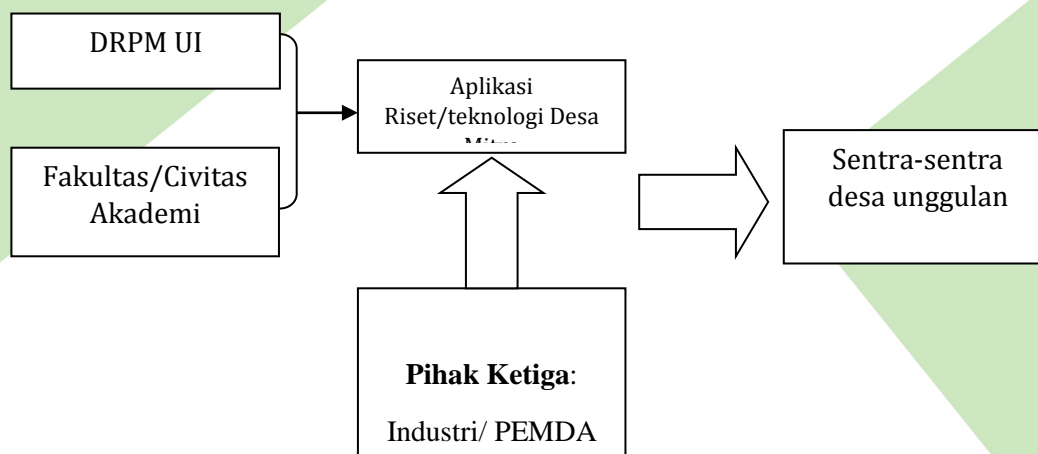 DRPM UI
Fakultas/Civitas
Akademi
Aplikasi
Riset/teknologi Desa
Sentra-sentra
desa unggulan
Pihak Ketiga:
Industri/ PEMDA